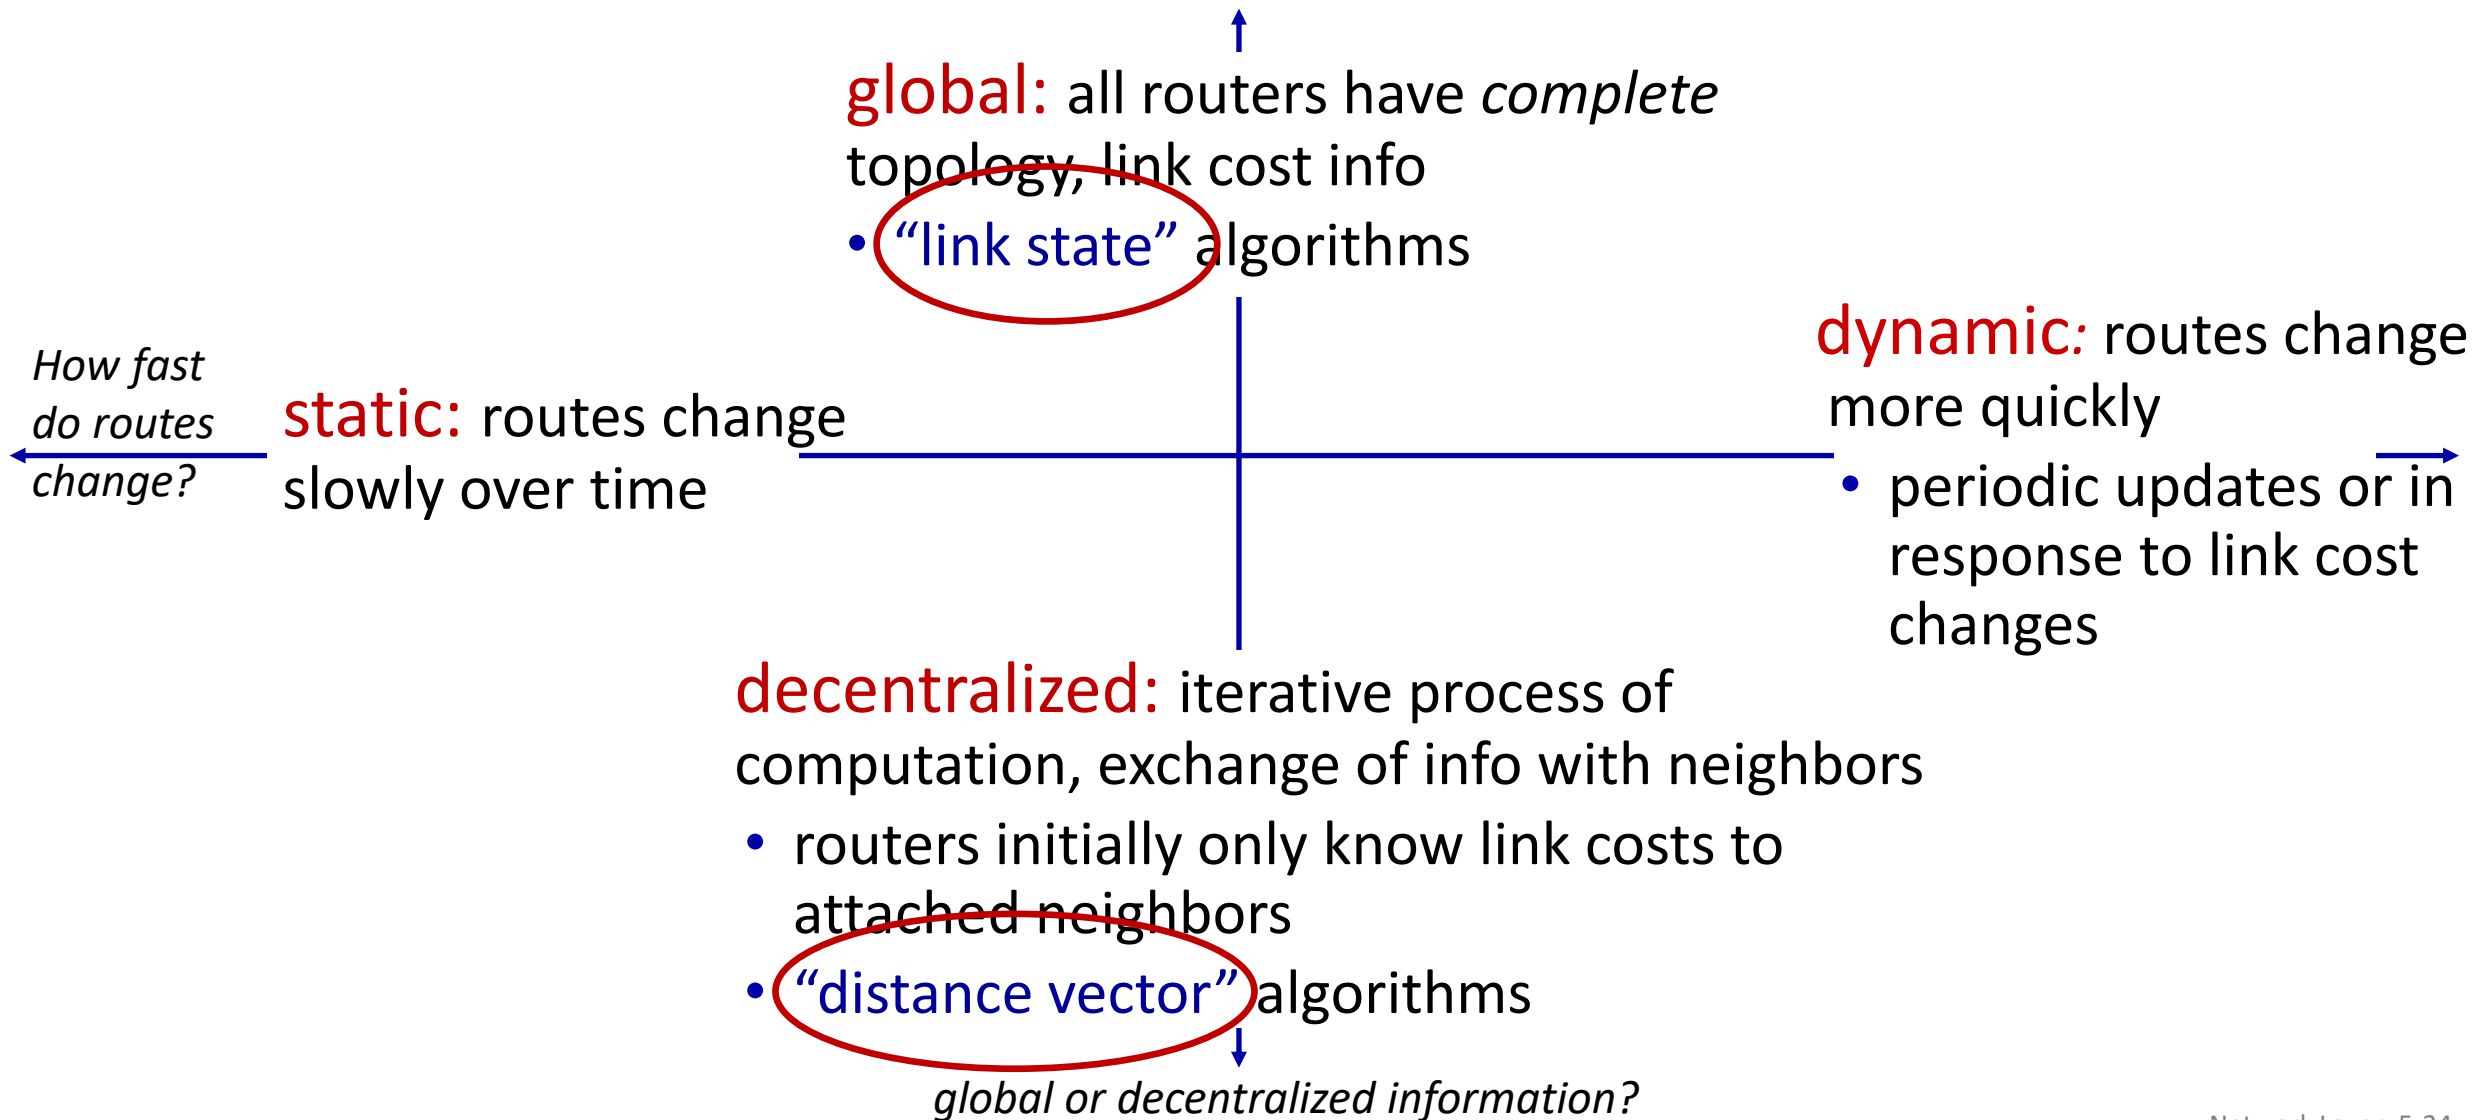 global: all routers have complete
topology, link cost info
• “link state” algorithms
How fast
do routes
change?
static: routes change
slowly over time
dynamic: routes change
more quickly
• periodic updates or in
response to link cost
changes
decentralized: iterative process of
computation, exchange of info with neighbors
• routers initially only know link costs to
attached neighbors
• “distance vector” algorithms
global or decentralized information?